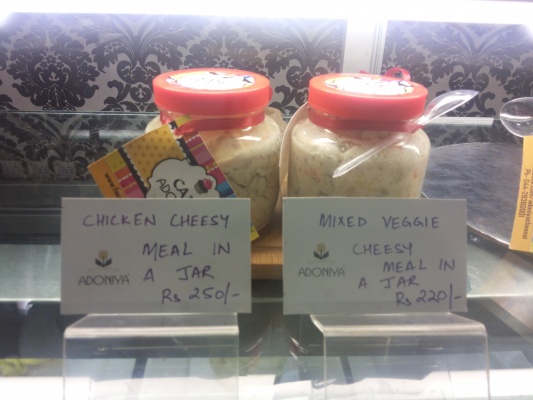 CHICKEN CHEESY
MEAL IN
A JAR
Rs 250/-
ADONIYA
MIXED VEGGIE
CHEESY
MEAL IN
A JAR
Rs 220/-
ADONIYA